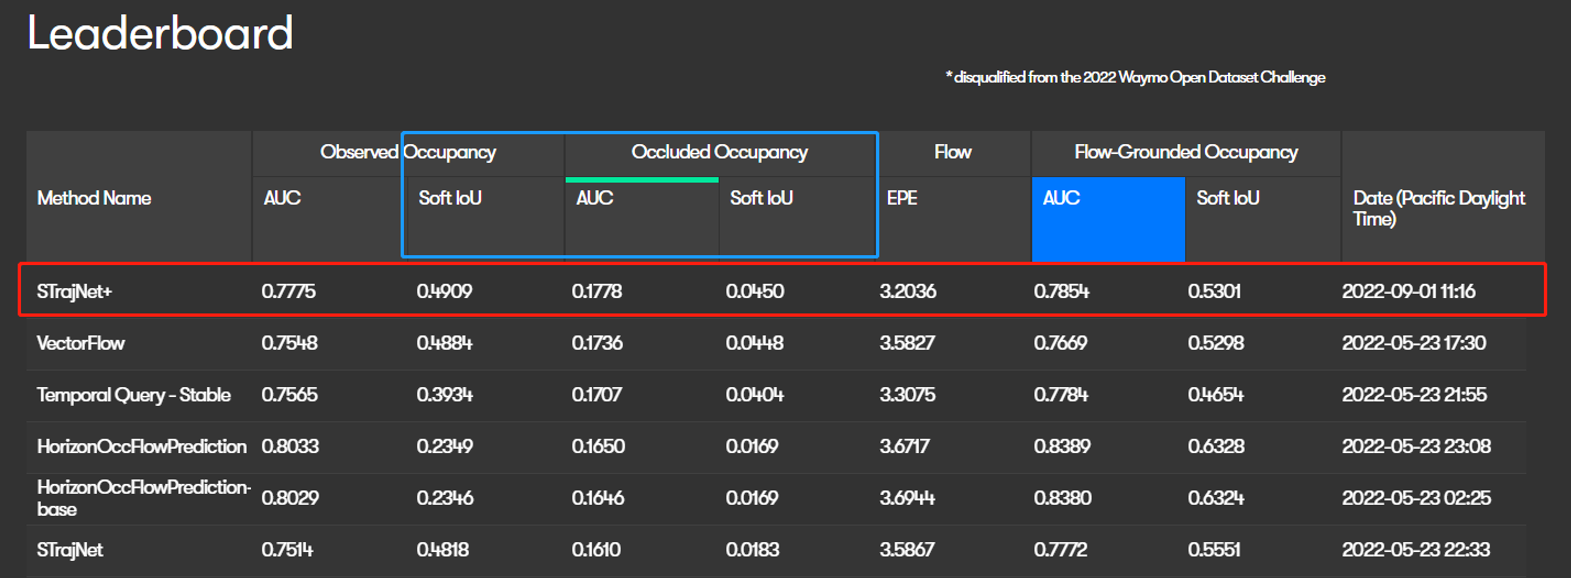 Leaderboard
* disqualified from the 2022 Waymo Open Dataset Challenge
Observed Occupancy Occluded Occupancy Flow Flow-Grounded Occupancy
Method Name AUC Soft IoU AUC Soft IoU EPE AUC Soft IoU Date (Pacific Daylight
Time)
STrajNet+ 0.7775 0.4909 0.1778 0.0450 3.2036 0.7854 0.5301 2022-09-01 11:16
VectorFlow 0.7548 0.4884 0.1736 0.0448 3.5827 0.7669 0.5298 2022-05-23 17:30
Temporal Query - Stable 0.7565 0.3934 0.1707 0.0404 3.3075 0.7784 0.4654 2022-05-23 21:55
HorizonOccFlowPrediction 0.8033 0.2349 0.1650 0.0169 3.6717 0.8389 0.6328 2022-05-23 23:08
HorizonOccFlowPrediction-
base 0.8029 0.2346 0.1646 0.0169 3.6944 0.8380 0.6324 2022-05-23 02:25
STrajNet 0.7514 0.4818 0.1610 0.0183 3.5867 0.7772 0.5551 2022-05-23 22:33